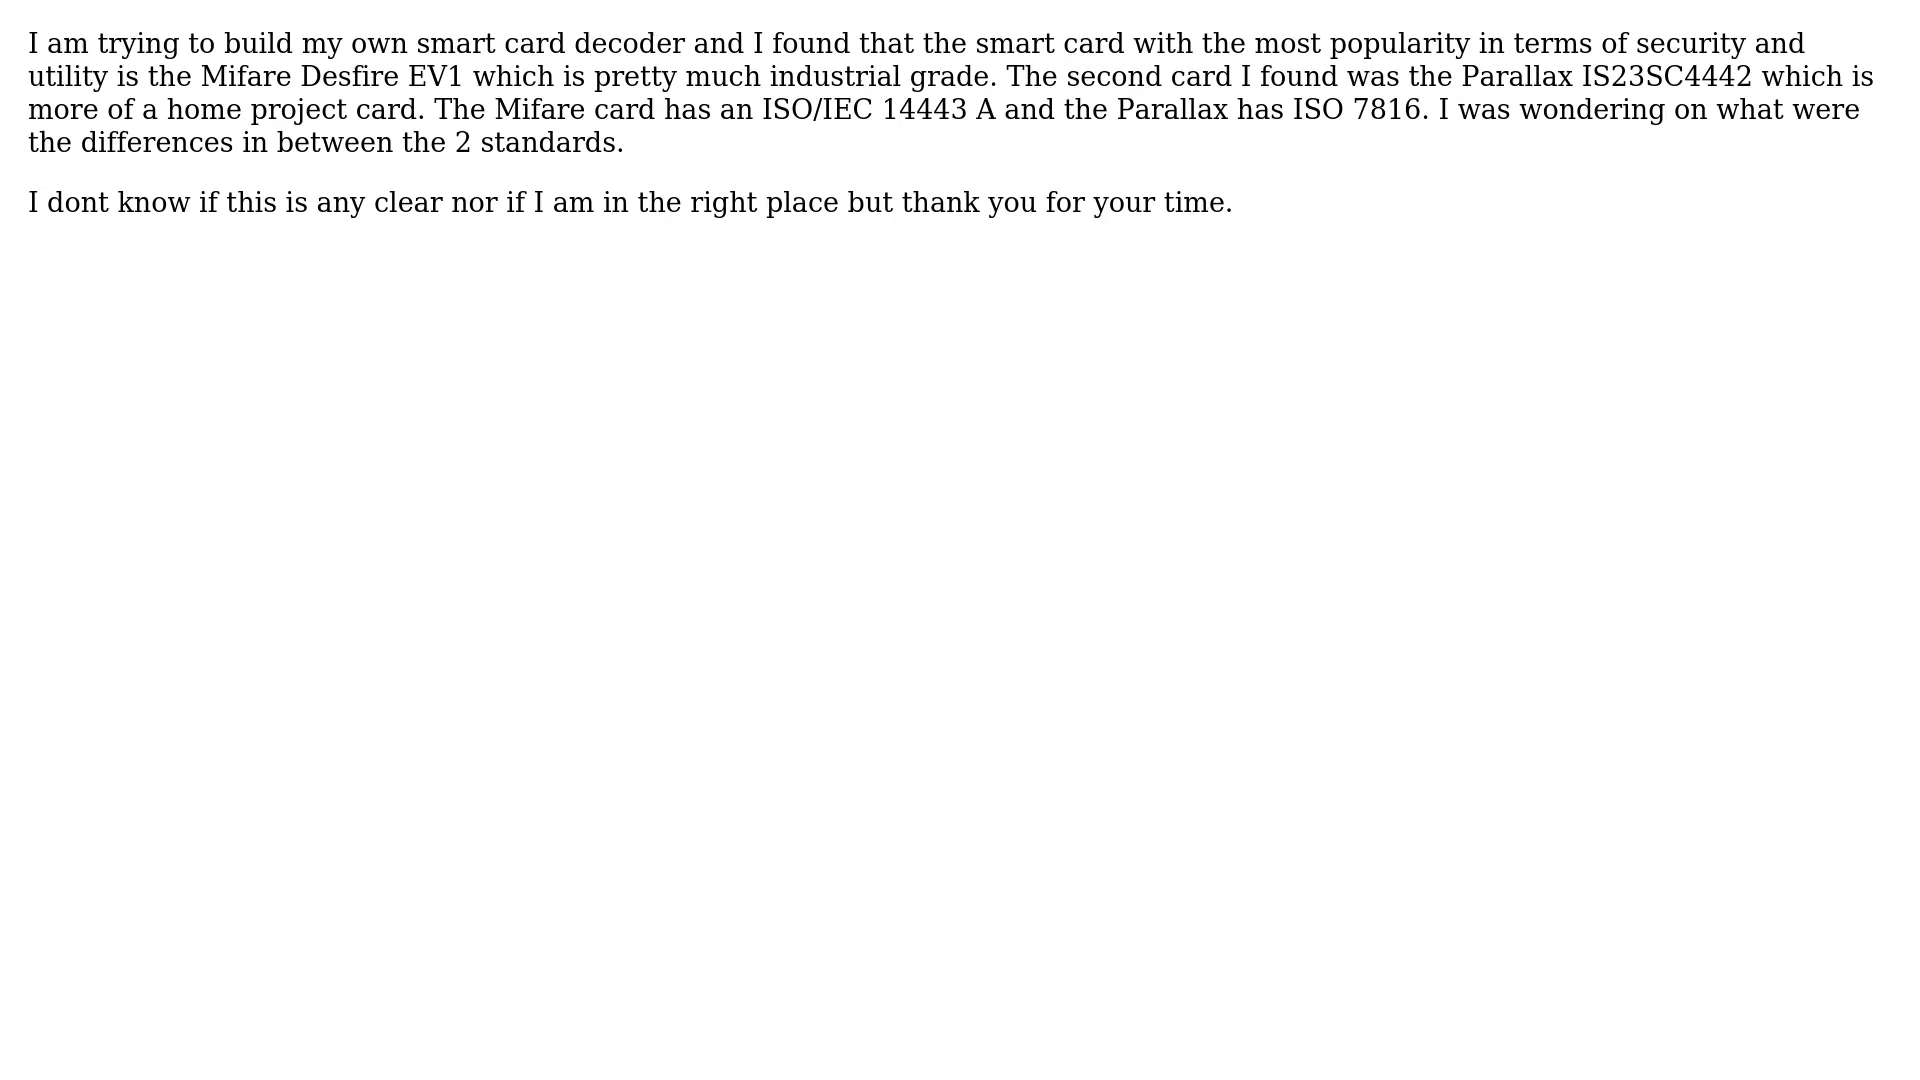 I am trying to build my own smart card decoder and I found that the smart card with the most popularity in terms of security and
utility is the Mifare Desfire EV1 which is pretty much industrial grade. The second card I found was the Parallax IS23SC4442 which is
more of a home project card. The Mifare card has an ISO/IEC 14443 A and the Parallax has ISO 7816. I was wondering on what were
the differences in between the 2 standards.
I dont know if this is any clear nor if I am in the right place but thank you for your time.